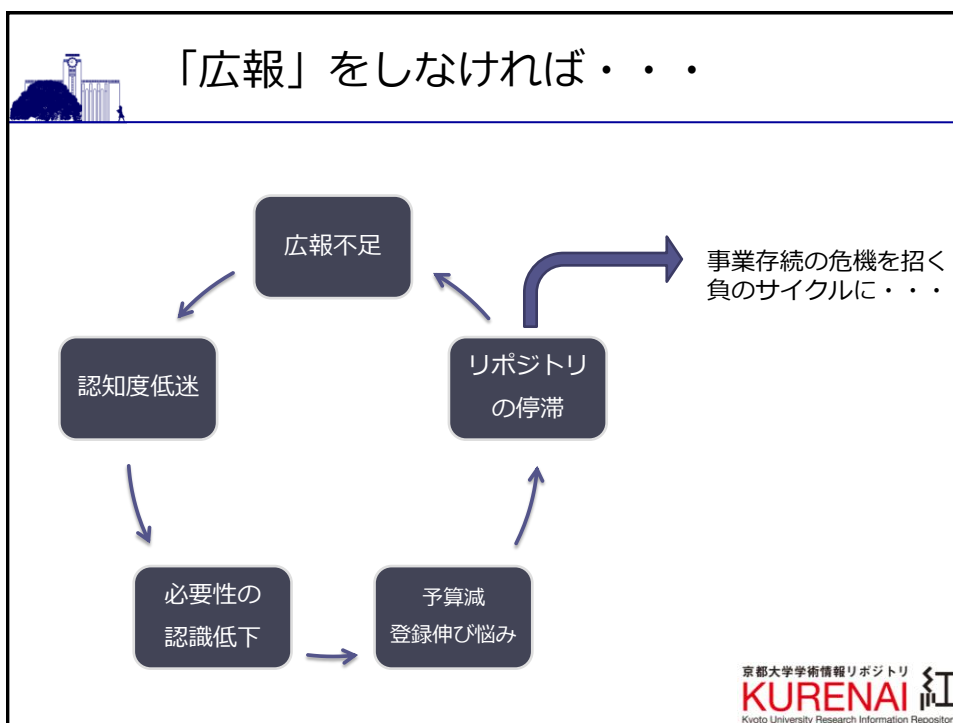 「広報」をしなければ・・・
広報不足
認知度低迷
必要性の
認識低下
予算減
登録伸び悩み
リポジトリ
の停滞
事業存続の危機を招く
負のサイクルに・・・
京都大学学術情報リポジトリ
KURENAI 紅
Kyoto University Research Information Repositor